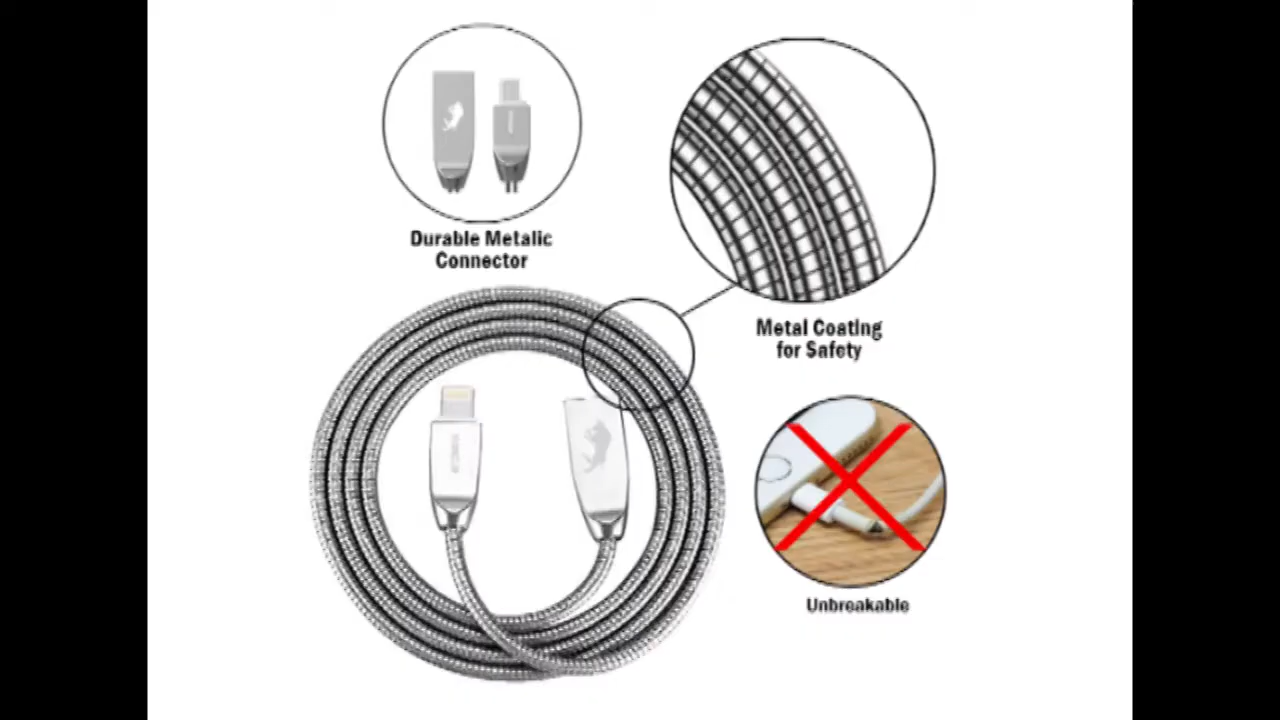 Durable Metalic
Connector
Metal Coating
for Safety
Unbreakable